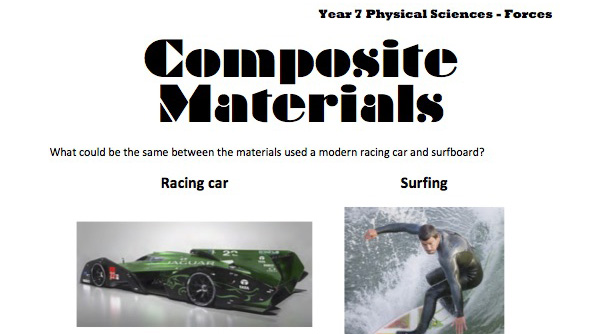 Year 7 Physical Sciences - Forces
Composite
Materials
What could be the same between the materials used a modern racing car and surfboard?
Racing car
Surfing
JAGUAR